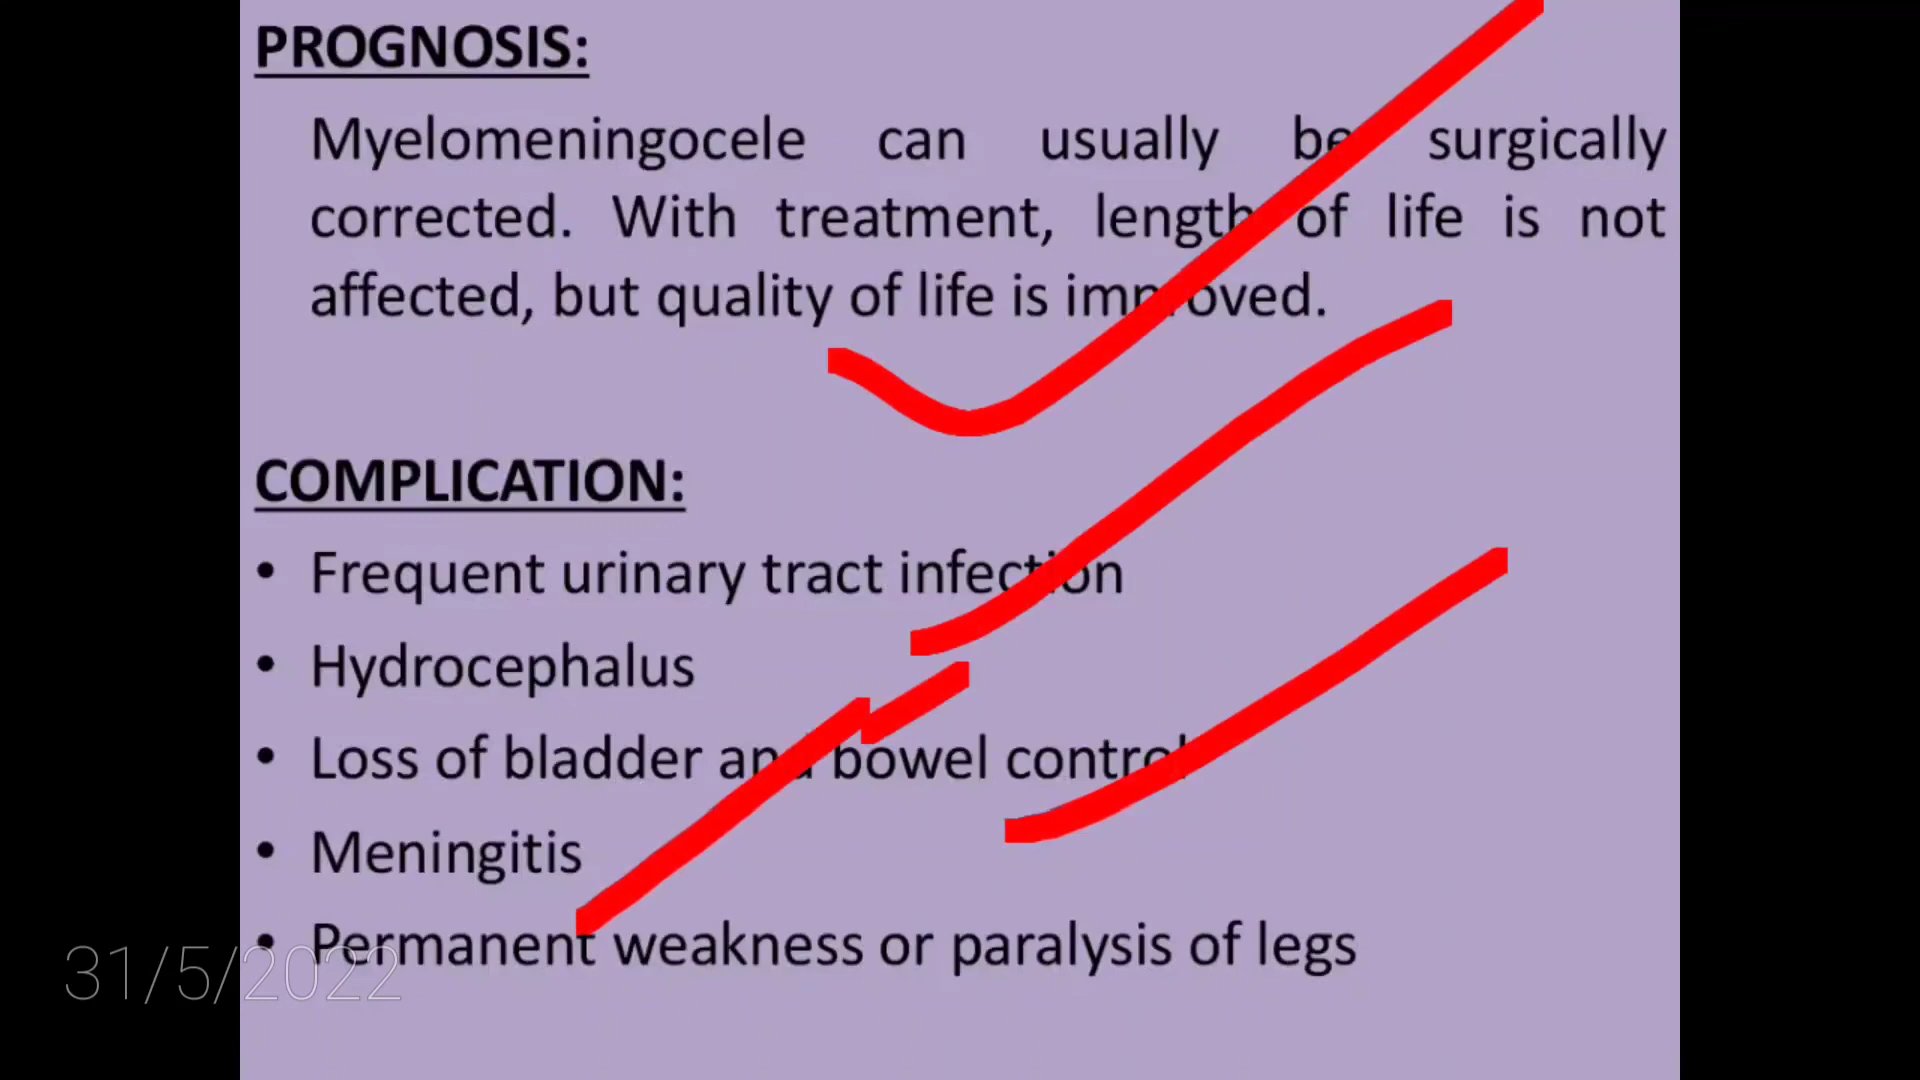 PROGNOSIS:
Myelomeningocele can usually be surgically
corrected. With treatment, length of life is not
affected, but quality of life is improved.
COMPLICATION:
• Frequent urinary tract infection
• Hydrocephalus
• Loss of bladder and bowel control
• Meningitis
• Permanent weakness or paralysis of legs
31/5/2022